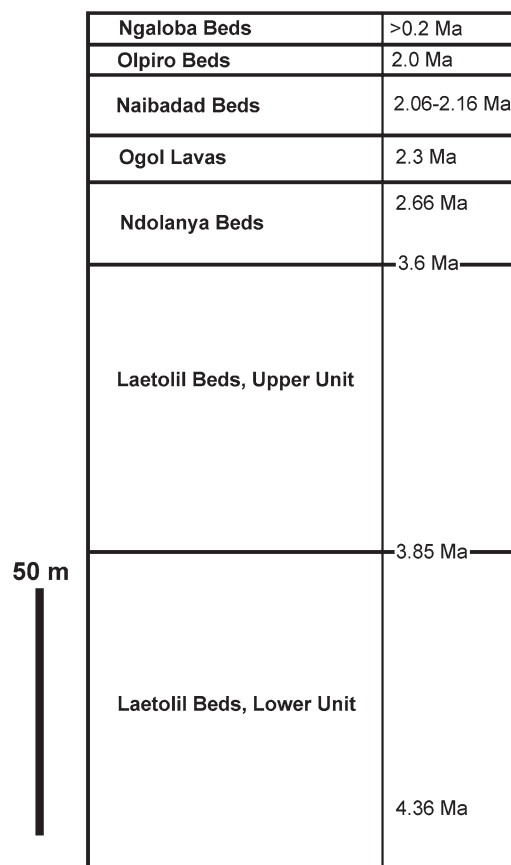 Ngaloba Beds >0.2 Ma
Olpiro Beds 2.0 Ma
Naibadad Beds 2.06-2.16 Ma
Ogol Lavas 2.3 Ma
2.66 Ma
Ndolanya Beds
3.6 Ma
Laetolil Beds, Upper Unit
3.85 Ma
50 m
Laetolil Beds, Lower Unit
4.36 Ma